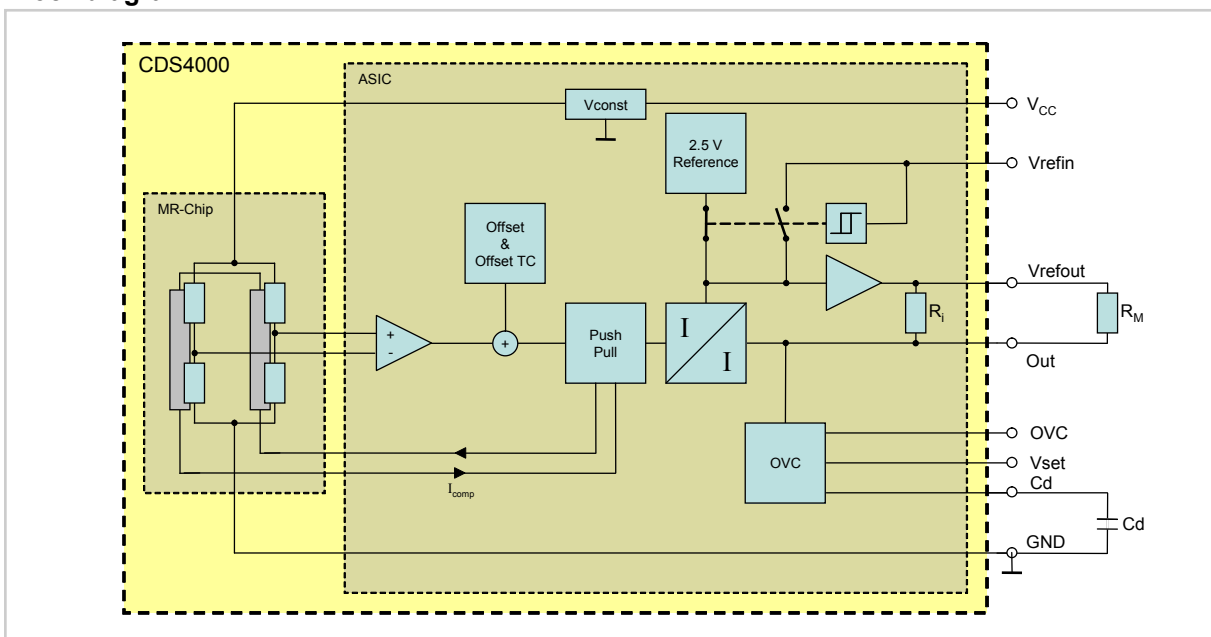 CDS4000
ASIC
Vconst
VCC
2.5 V
Reference
Vrefin
MR-Chip
Offset
&
Offset TC
Vrefout
+
-
+
Push
Pull
I
I
Ri
RM
Out
OVC
OVC
Vset
Cd
Icomp
Cd
GND